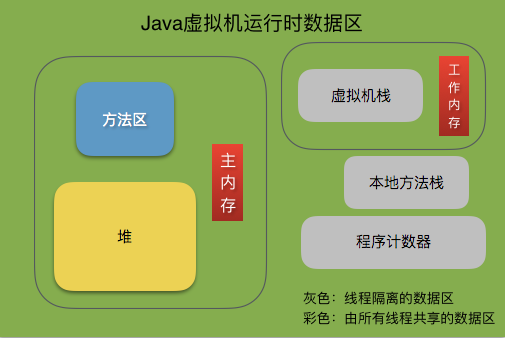 Java虚拟机运行时数据区
方法区
堆
主内存
虚拟机栈
工作内存
本地方法栈
程序计数器
灰色：线程隔离的数据区
彩色：由所有线程共享的数据区